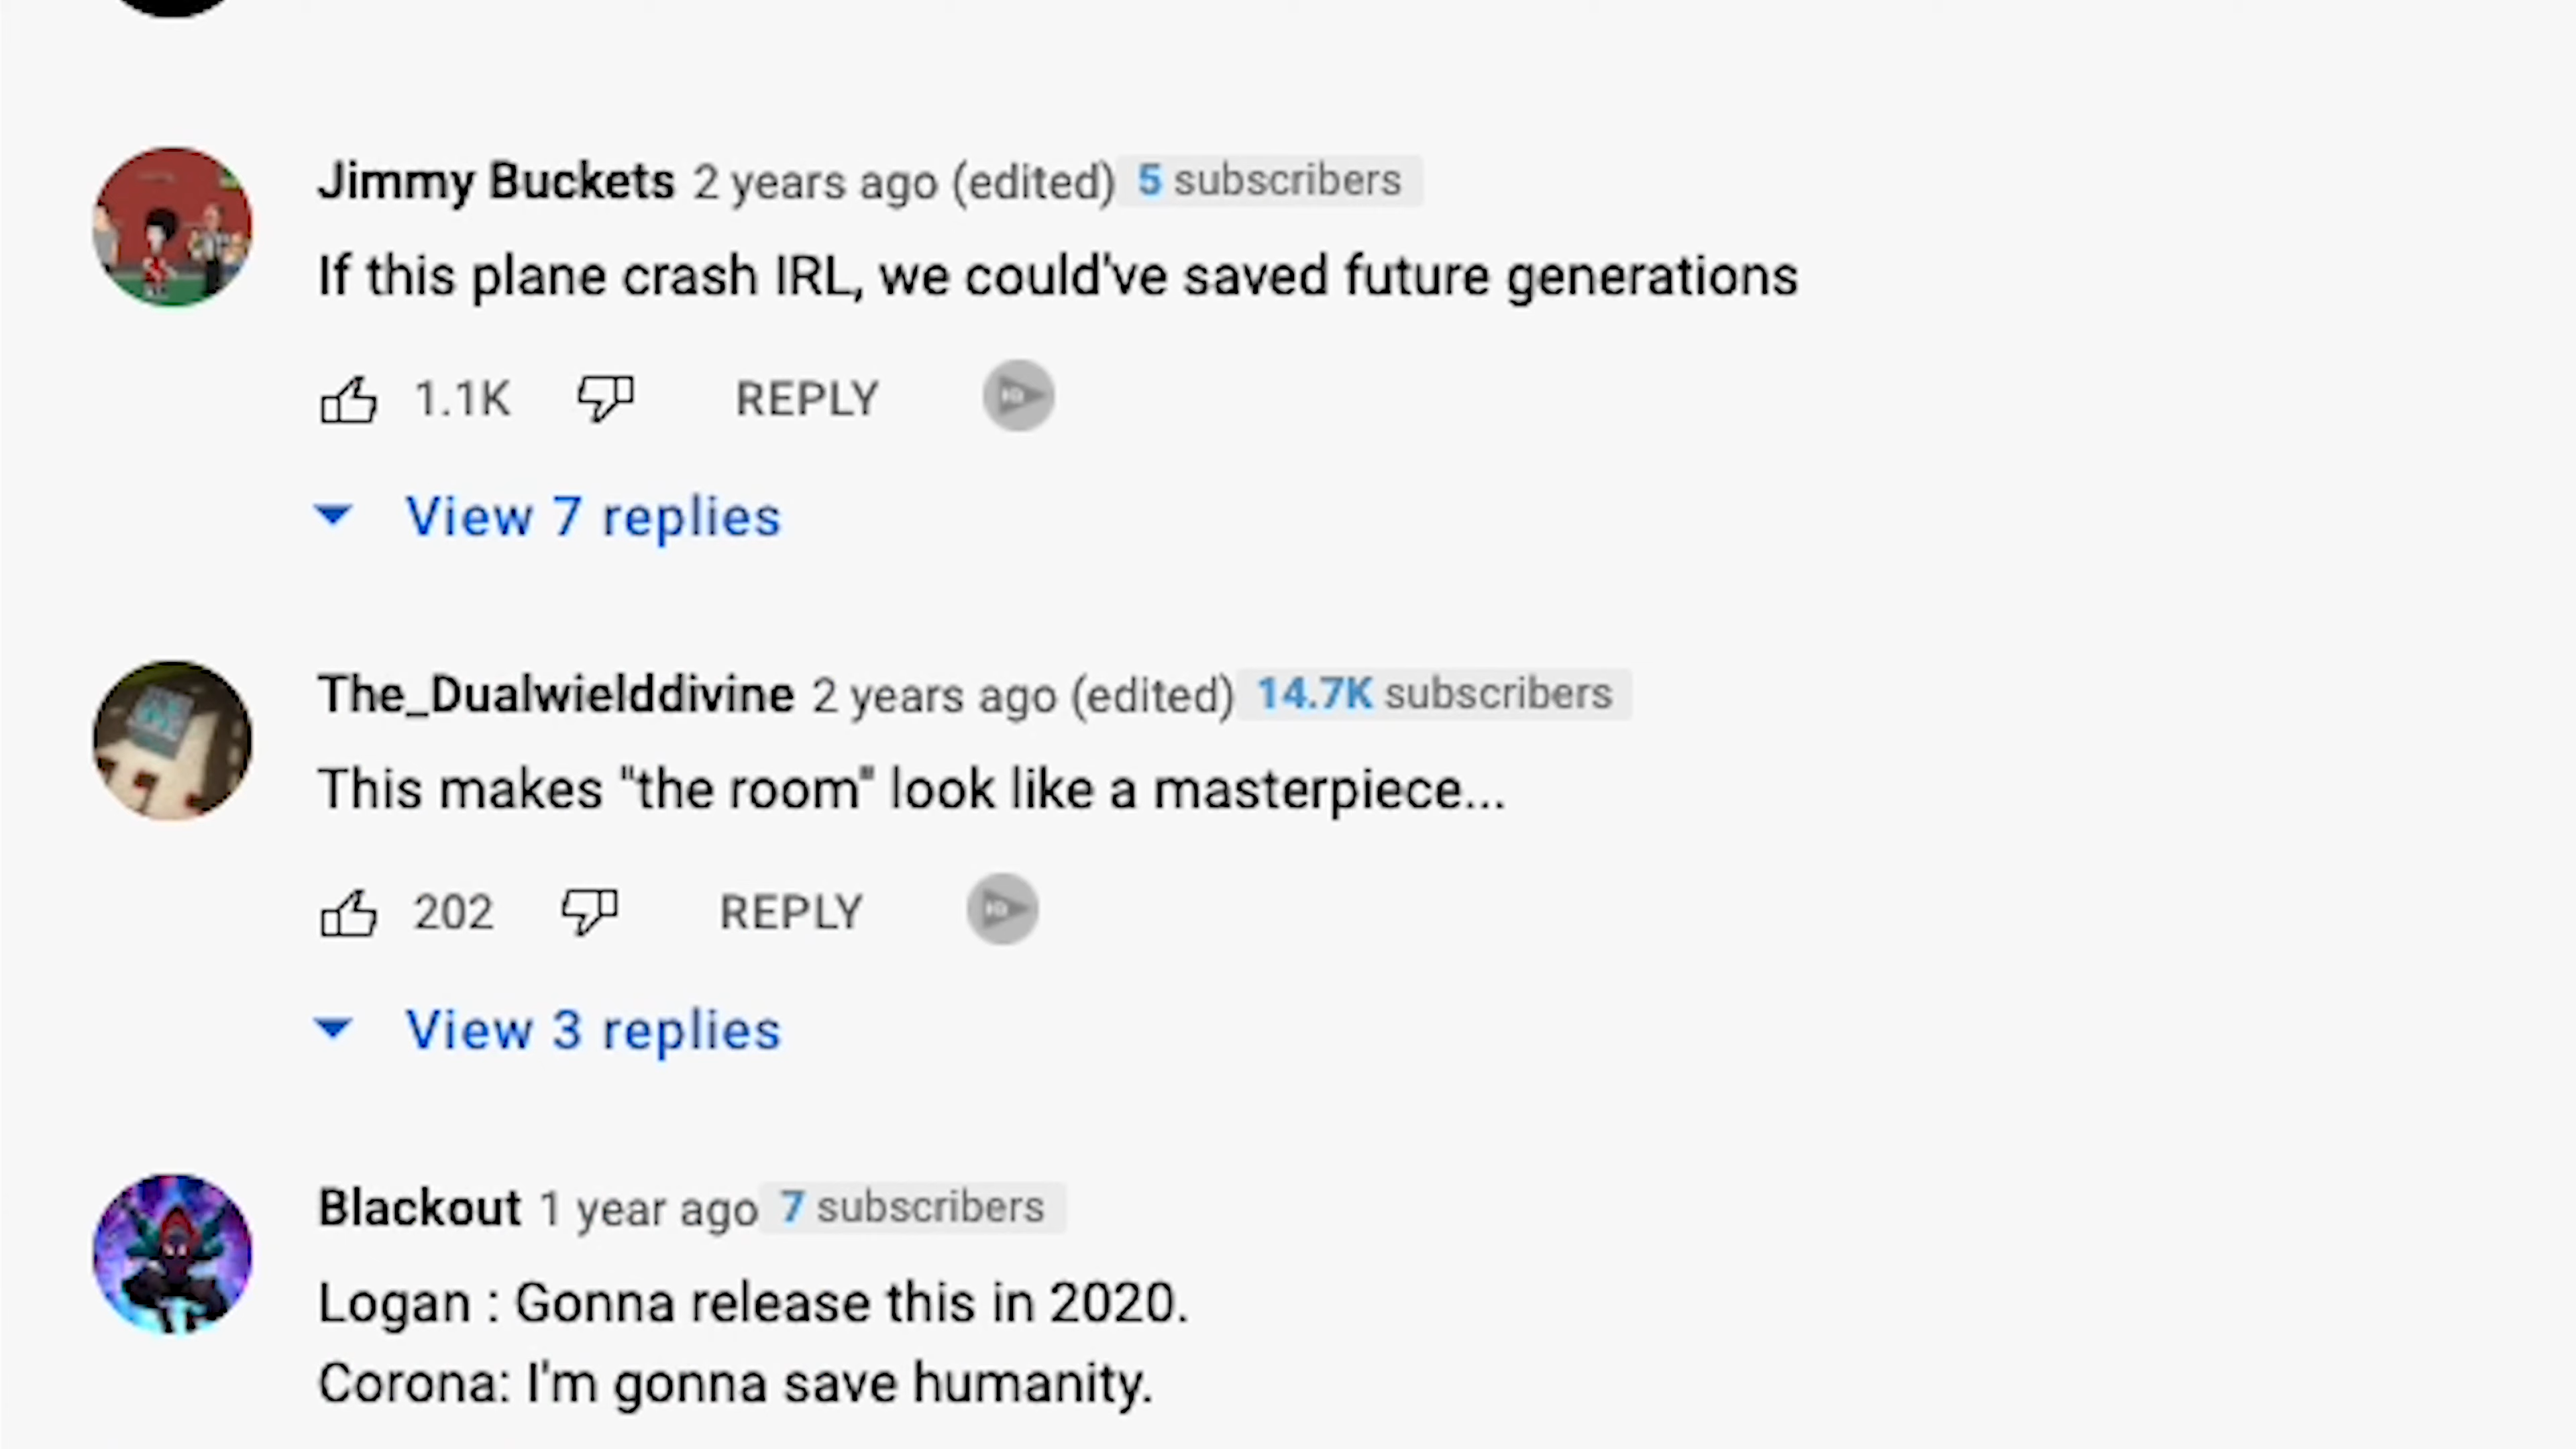 Jimmy Buckets 2 years ago (edited) 5 subscribers
If this plane crash IRL, we could've saved future generations
1.1K REPLY
View 7 replies
The_Dualwielddivine 2 years ago (edited) 14.7K subscribers
This makes "the room" look like a masterpiece...
202 REPLY
View 3 replies
Blackout 1 year ago 7 subscribers
Logan : Gonna release this in 2020.
Corona: I'm gonna save humanity.